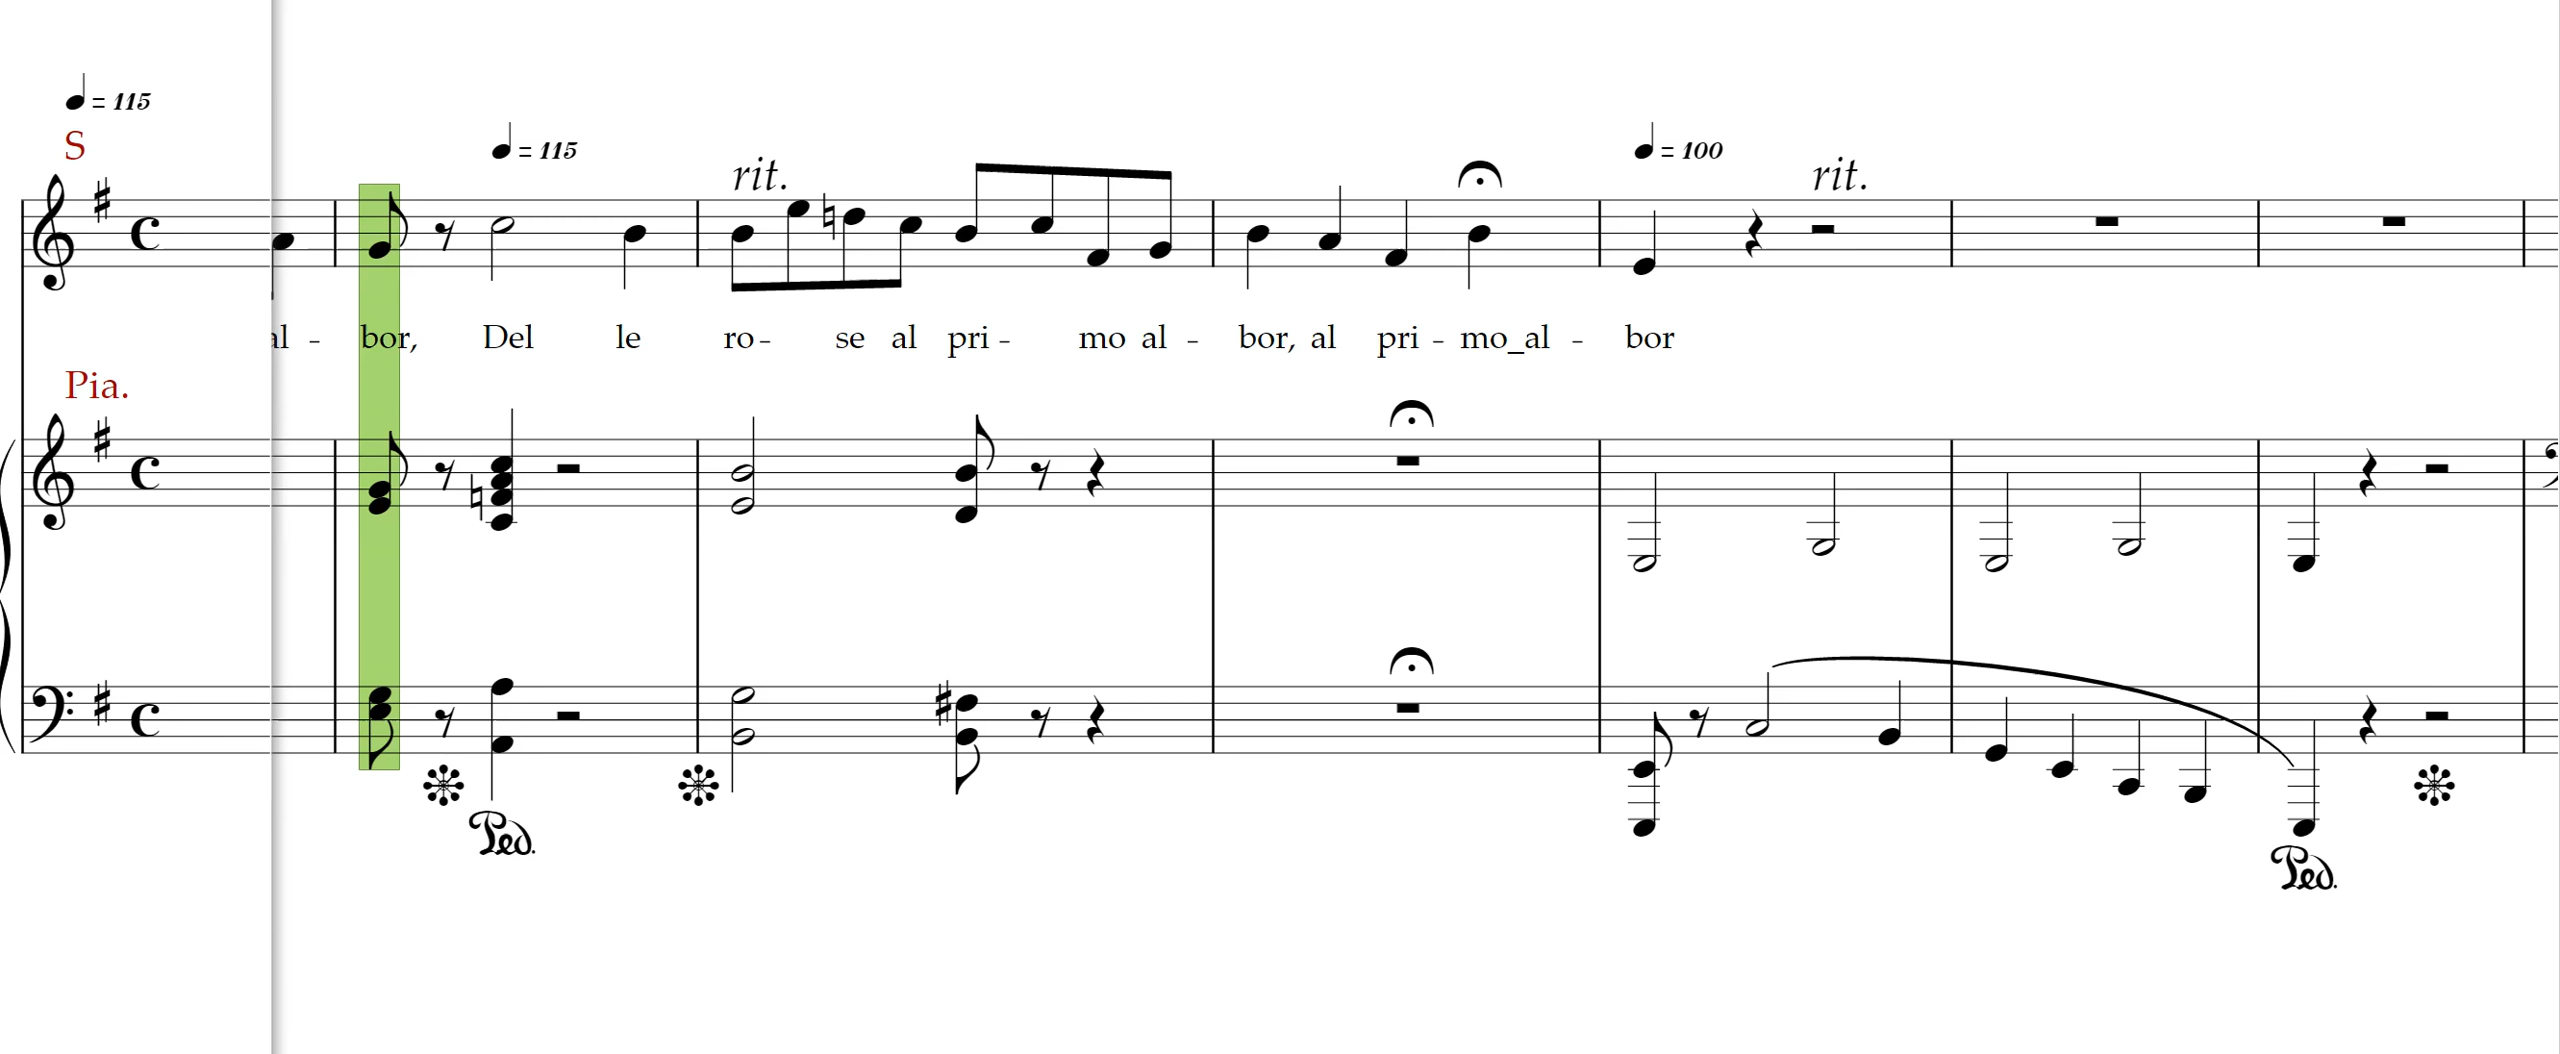 = 115
S
= 115
= 100
rit.
rit.
al - bor, Del le ro - se al pri - mo al - bor, al pri - mo_al - bor
Pia.
Ped.
Ped.